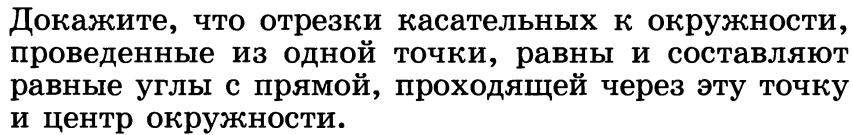 Докажите, что отрезки касательных к окружности,
проведенные из одной точки, равны и составляют
равные углы с прямой, проходящей через эту точку
и центр окружности.